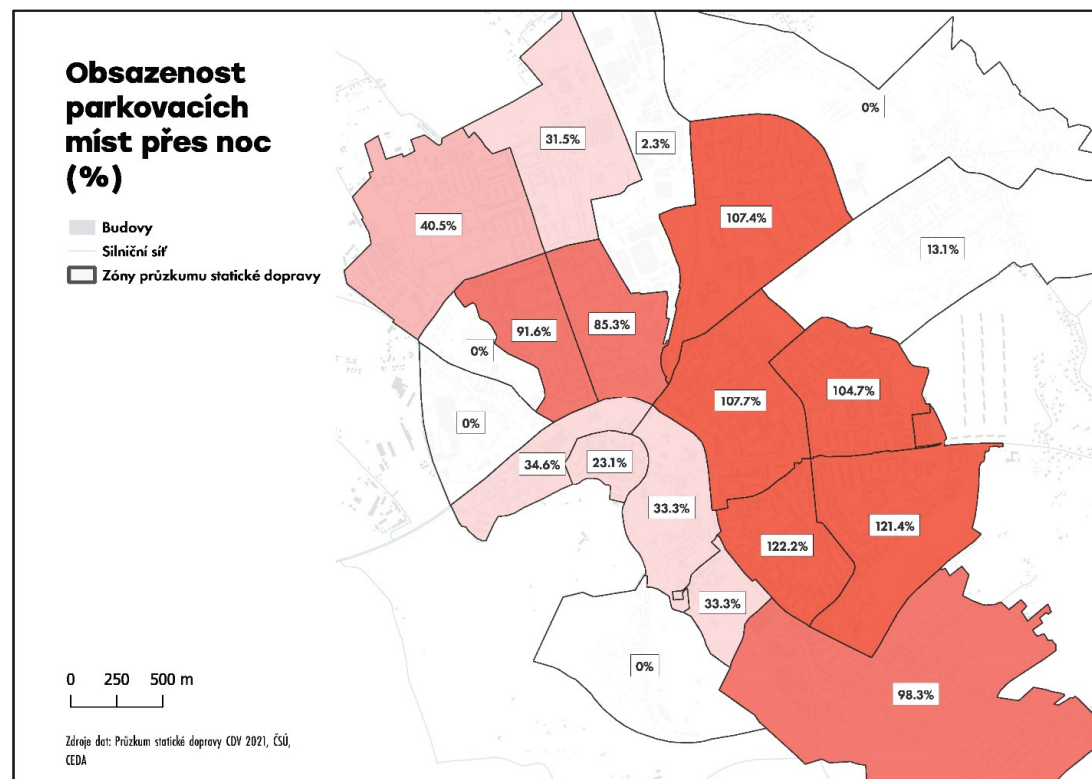 Obsazenost
parkovacích
míst přes noc
(%)
Budovy
Silniční síť
Zóny průzkumu statické dopravy
0%
31.5%
2.3%
107.4%
40.5%
13.1%
91.6%
85.3%
0%
107.7%
104.7%
0%
34.6%
23.1%
33.3%
121.4%
122.2%
33.3%
0%
98.3%
0 250 500 m
Zdroje dat: Průzkum statické dopravy CDV 2021, ČSÚ,
CEDA